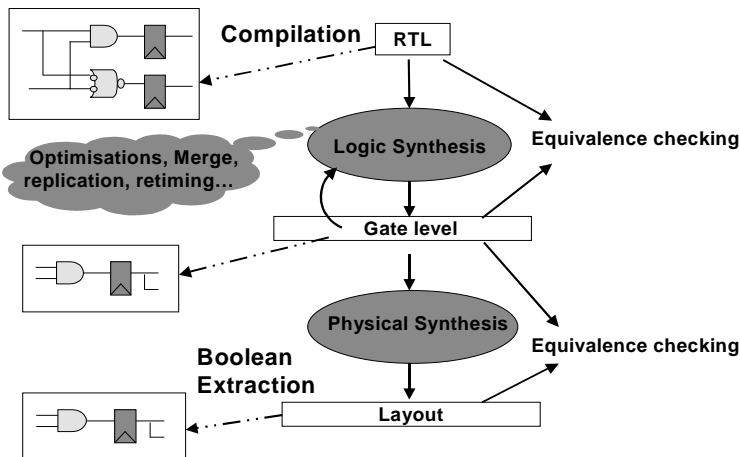 Compilation
RTL
Logic Synthesis
Equivalence checking
Optimisations, Merge,
replication, retiming…
Gate level
Physical Synthesis
Equivalence checking
Boolean
Extraction
Layout